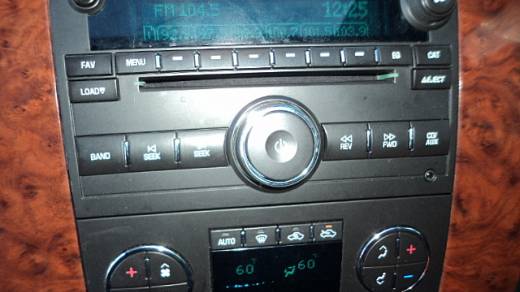 FM 104.5 12:25
FAV MENU EQ CAT
LOAD EJECT
BAND SEEK SEEK REV FWD CD/AUX
AUTO
60 60